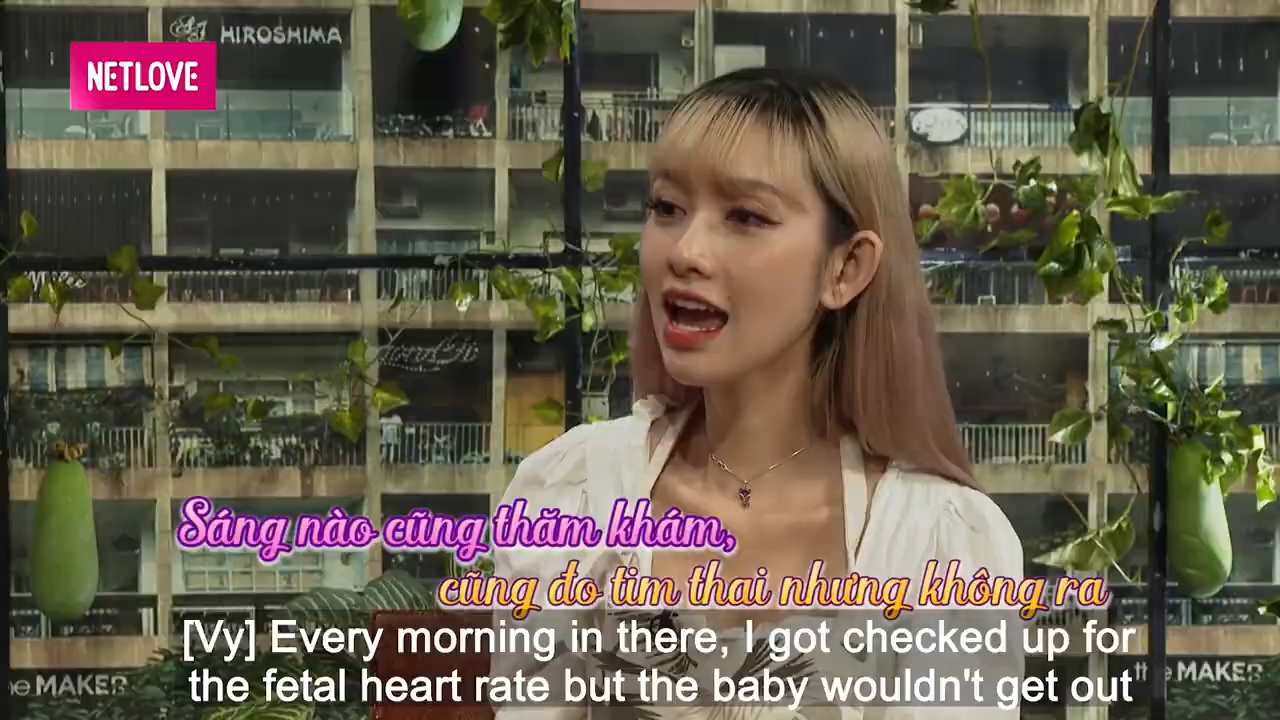 HIROSHIMA
NETLOVE
Sáng nào cũng thăm khám,
cũng đo tim thai nhưng không ra
[Vy] Every morning in there, I got checked up for
the fetal heart rate but the baby wouldn't get out
MAKER
the MAKER